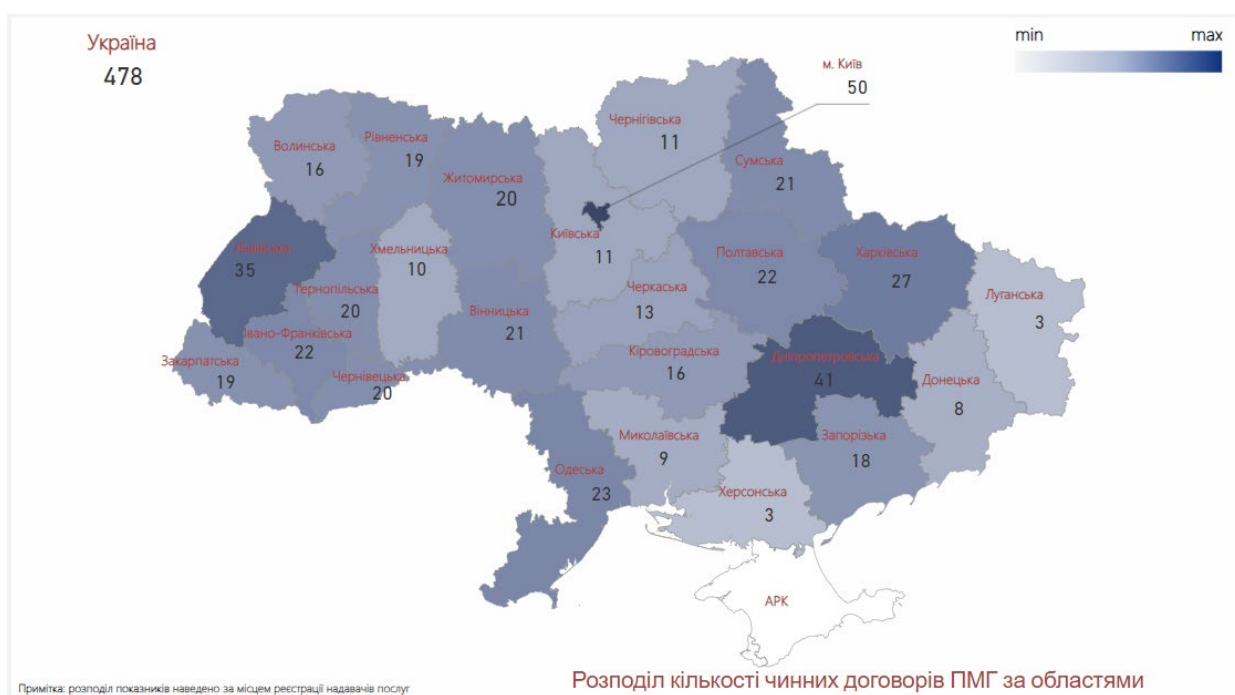 Україна
478
min max
м. Київ
50
Чернігівська
11
Волинська
16
Рівненська
19
Житомирська
20
Сумська
21
Київська
11
Львівська
35
Хмельницька
10
Полтавська
22
Харківська
27
Луганська
3
Тернопільська
20
Черкаська
13
Вінницька
21
Івано-Франківська
22
Кіровоградська
16
Дніпропетровська
41
Закарпатська
19
Чернівецька
20
Донецька
8
Миколаївська
9
Запорізька
18
Одеська
23
Херсонська
3
АРК
Примітка: розподіл показників наведено за місцем реєстрації надавачів послуг
Розподіл кількості чинних договорів ПМГ за областями